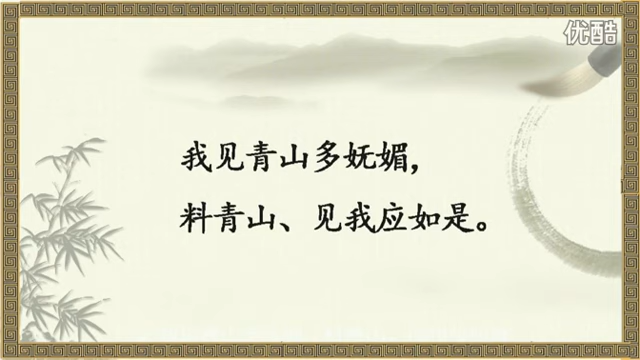 优酷
我见青山多妩媚，
料青山、见我应如是。